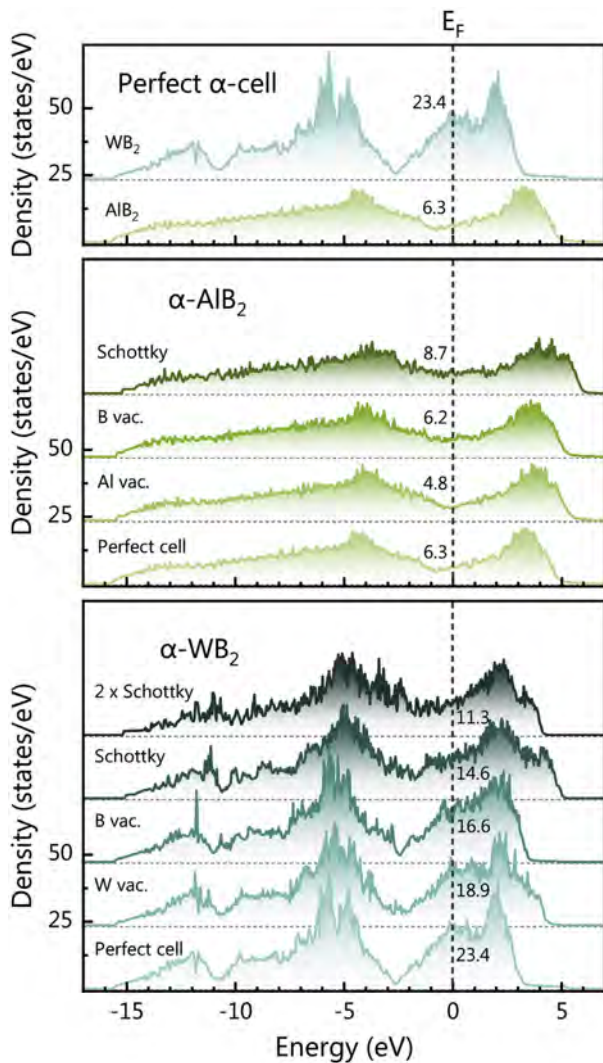 E_F
Perfect α-cell
50
23.4
WB₂
25
AlB₂
6.3
Density (states/eV)
α-AlB₂
Schottky
8.7
B vac.
6.2
50
Al vac.
4.8
25
Perfect cell
6.3
Density (states/eV)
α-WB₂
2 x Schottky
11.3
Schottky
14.6
B vac.
16.6
50
W vac.
18.9
25
Perfect cell
23.4
Density (states/eV)
-15 -10 -5 0 5
Energy (eV)